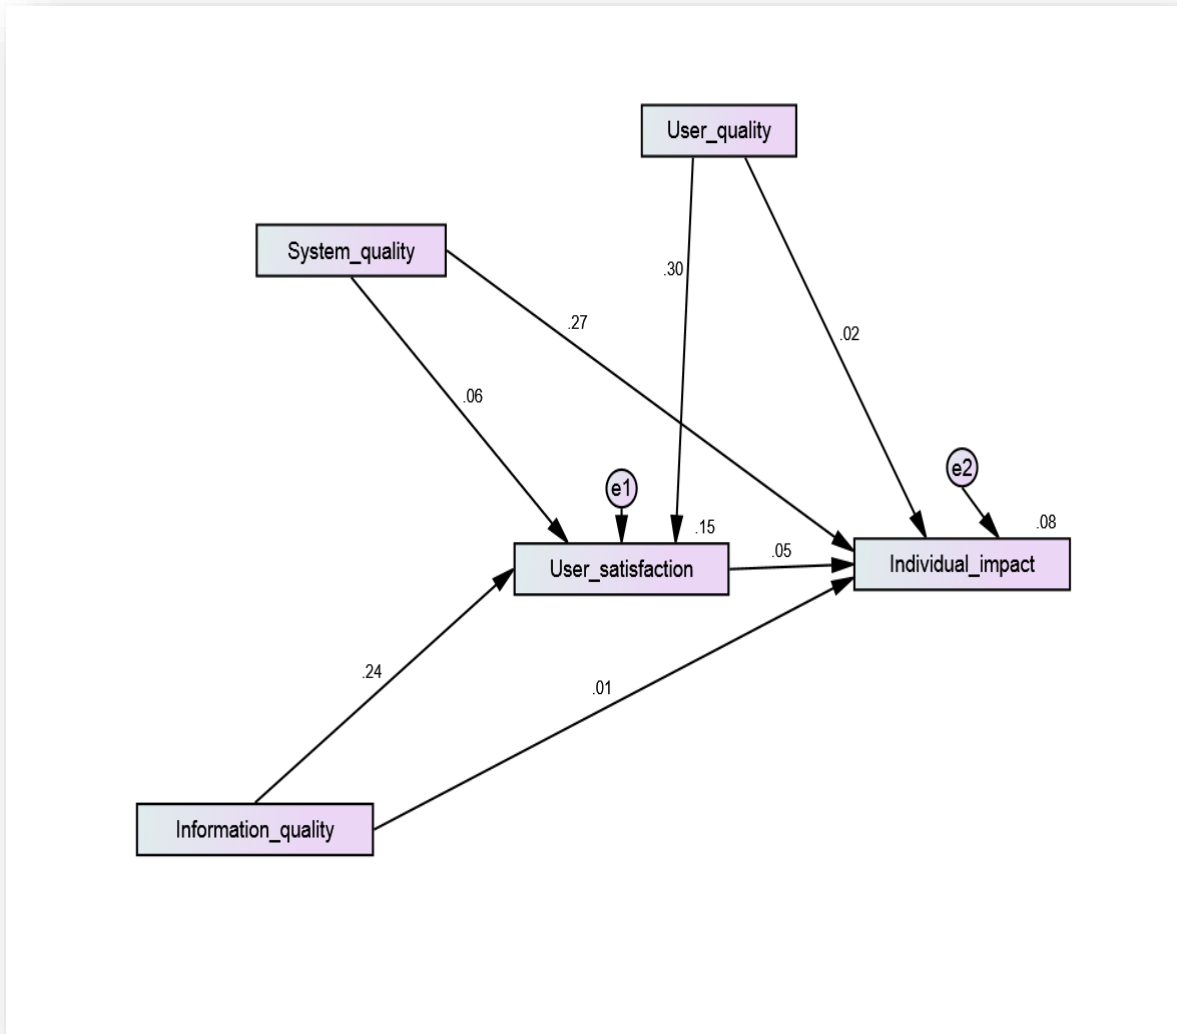 User_quality
System_quality
.30
.27
.02
.06
e2
e1
.08
.15
.05
Individual_impact
User_satisfaction
.24
.01
Information_quality